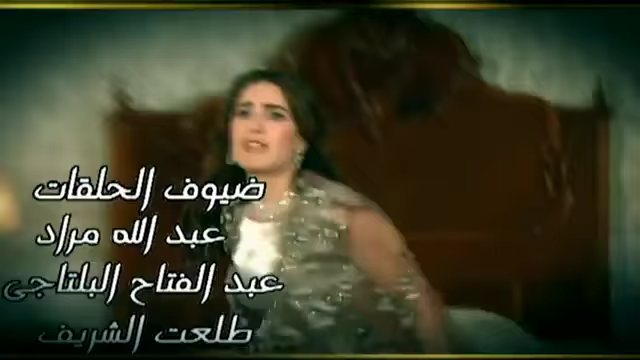 ضيوف الحلقات
عبد الله مراد
عبد الفتاح البلتاجى
طلعت الشريف